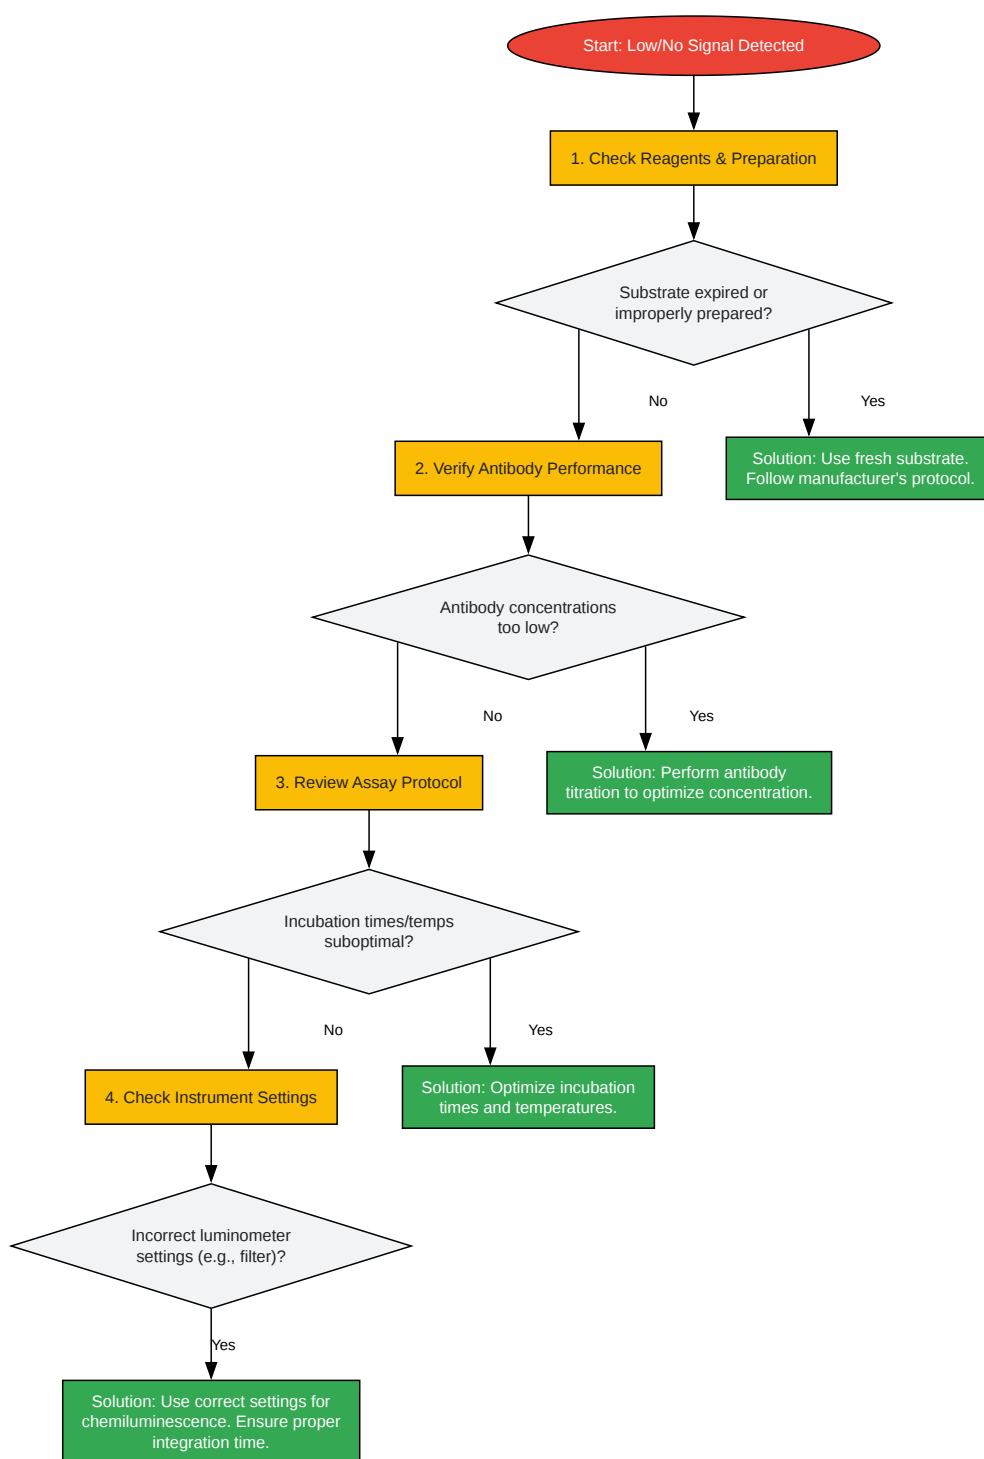 Start: Low/No Signal Detected
1. Check Reagents & Preparation
Substrate expired or
improperly prepared?
No
Yes
2. Verify Antibody Performance
Solution: Use fresh substrate.
Follow manufacturer's protocol.
Antibody concentrations
too low?
No
Yes
3. Review Assay Protocol
Solution: Perform antibody
titration to optimize concentration.
Incubation times/temps
suboptimal?
No
Yes
4. Check Instrument Settings
Solution: Optimize incubation
times and temperatures.
Incorrect luminometer
settings (e.g., filter)?
Yes
Solution: Use correct settings for
chemiluminescence. Ensure proper
integration time.